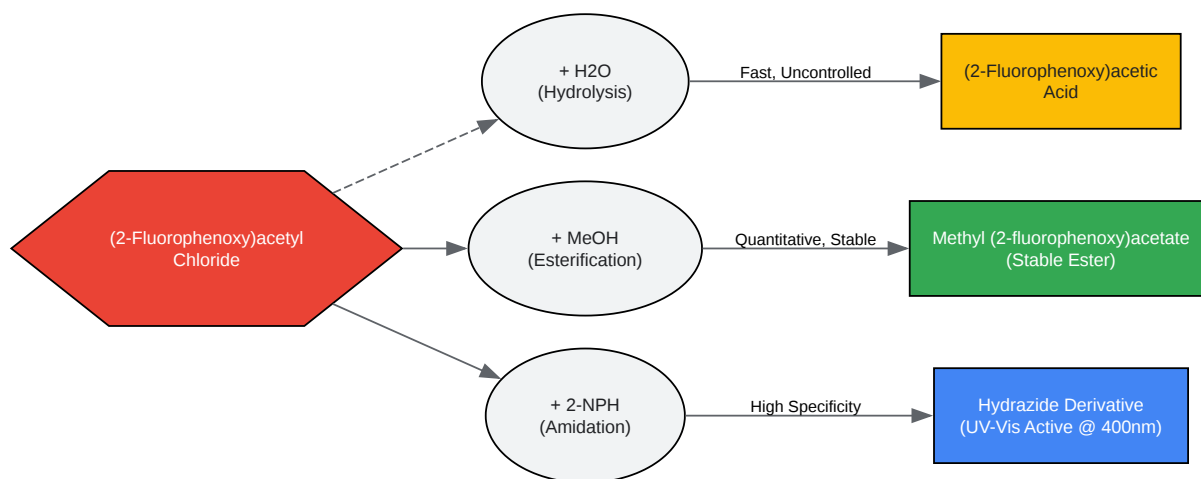 + H2O
(Hydrolysis)
Fast, Uncontrolled
(2-Fluorophenoxy)acetic
Acid
(2-Fluorophenoxy)acetyl
Chloride
+ MeOH
(Esterification)
Quantitative, Stable
Methyl (2-fluorophenoxy)acetate
(Stable Ester)
+ 2-NPH
(Amidation)
High Specificity
Hydrazide Derivative
(UV-Vis Active @ 400nm)